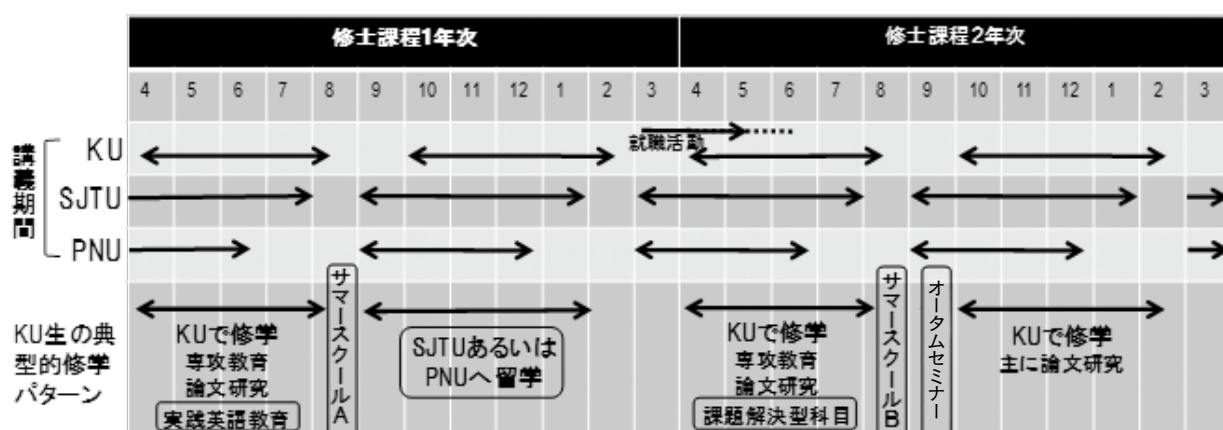 修士課程1年次 修士課程2年次
4 5 6 7 8 9 10 11 12 1 2 3 4 5 6 7 8 9 10 11 12 1 2 3
講義期間
KU
就職活動
SJTU
PNU
KU生の典
型的修学
パターン
KUで修学
専攻教育
論文研究
実践英語教育
サマースクールA
SJTUあるいは
PNUへ留学
KUで修学
専攻教育
論文研究
課題解決型科目
サマースクールB
オータムセミナー
KUで修学
主に論文研究